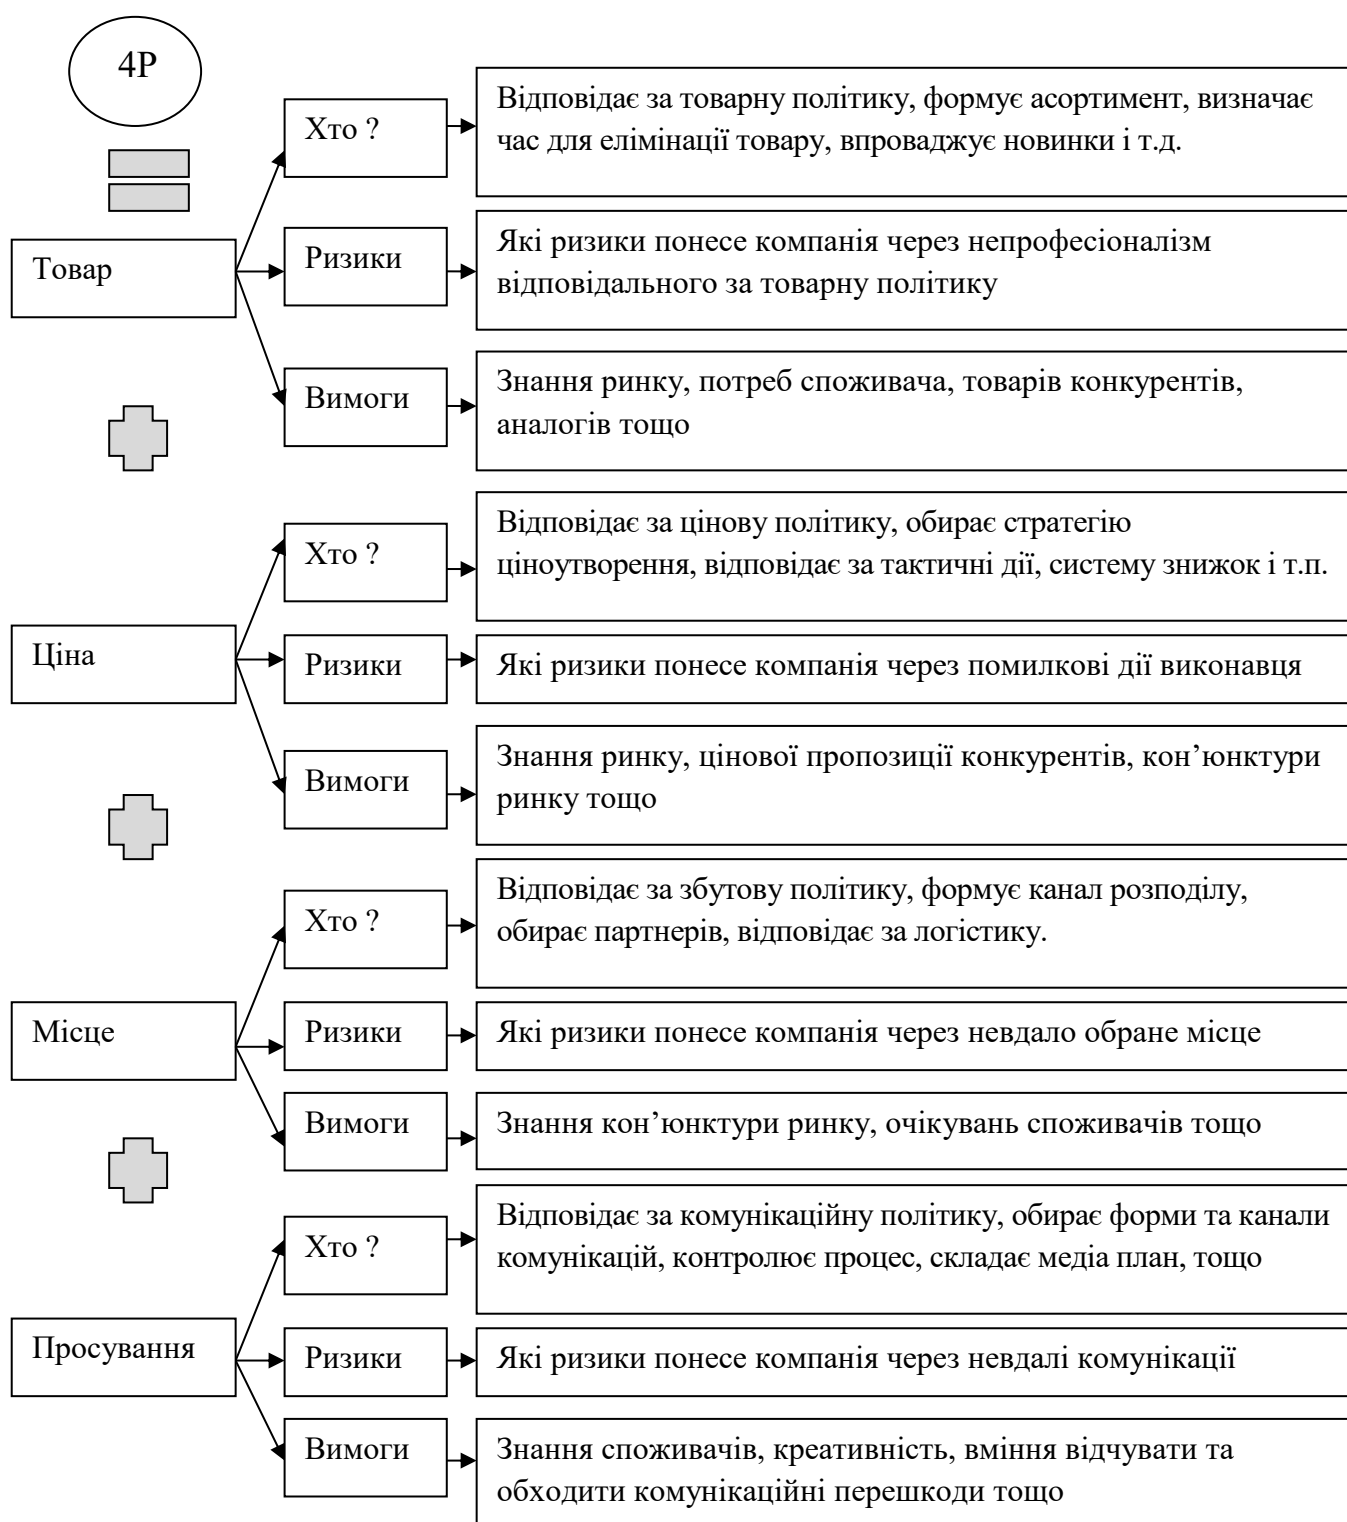 4P
Хто ?
Відповідає за товарну політику, формує асортимент, визначає
час для елімінації товару, впроваджує новинки і т.д.
Товар
Ризики
Які ризики понесе компанія через непрофесіоналізм
відповідального за товарну політику
Вимоги
Знання ринку, потреб споживача, товарів конкурентів,
аналогів тощо
Хто ?
Відповідає за цінову політику, обирає стратегію
ціноутворення, відповідає за тактичні дії, систему знижок і т.п.
Ціна
Ризики
Які ризики понесе компанія через помилкові дії виконавця
Вимоги
Знання ринку, цінової пропозиції конкурентів, кон’юнктури
ринку тощо
Хто ?
Відповідає за збутову політику, формує канал розподілу,
обирає партнерів, відповідає за логістику.
Місце
Ризики
Які ризики понесе компанія через невдало обране місце
Вимоги
Знання кон’юнктури ринку, очікувань споживачів тощо
Хто ?
Відповідає за комунікаційну політику, обирає форми та канали
комунікацій, контролює процес, складає медіа план, тощо
Просування
Ризики
Які ризики понесе компанія через невдалі комунікації
Вимоги
Знання споживачів, креативність, вміння відчувати та
обходити комунікаційні перешкоди тощо